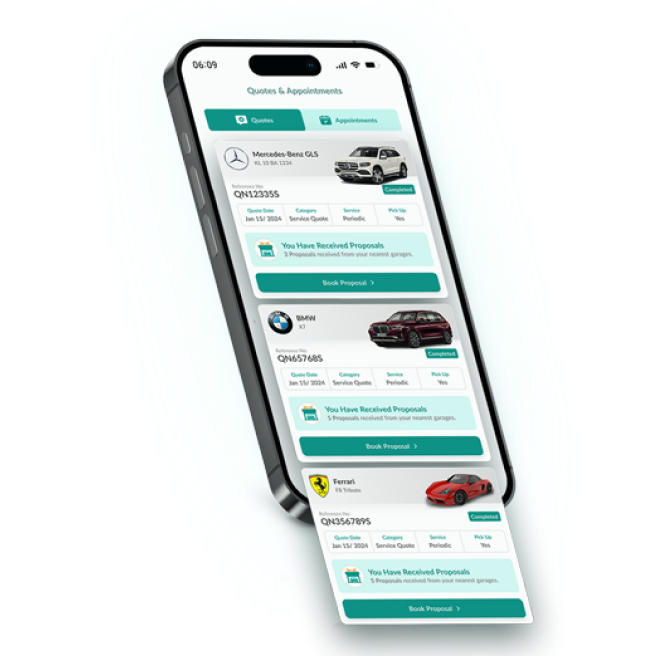 06:09
Quotes & Appointments
Quotes
Appointments
Mercedes-Benz GLS
KL 10 BA 1234
Reference No:
QN12335S
Completed
Quote Date Category Service Pick Up
Jan 15/ 2024 Service Quote Periodic Yes
You Have Received Proposals
3 Proposals received from your nearest garages.
Book Proposal >
BMW
X7
Reference No:
QN65768S
Completed
Quote Date Category Service Pick Up
Jan 15/ 2024 Service Quote Periodic Yes
You Have Received Proposals
5 Proposals received from your nearest garages.
Book Proposal >
Ferrari
F8 Tributo
Reference No:
QN356789S
Completed
Quote Date Category Service Pick Up
Jan 15/ 2024 Service Quote Periodic Yes
You Have Received Proposals
5 Proposals received from your nearest garages.
Book Proposal >